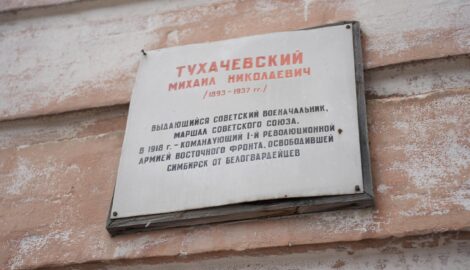 ТУХАЧЕВСКИЙ
МИХАИЛ НИКОЛАЕВИЧ
/1893-1937 гг./
ВЫДАЮЩИЙСЯ СОВЕТСКИЙ ВОЕНАЧАЛЬНИК,
МАРШАЛ СОВЕТСКОГО СОЮЗА.
В 1918 г. - КОМАНДУЮЩИЙ 1-Й РЕВОЛЮЦИОННОЙ
АРМИЕЙ ВОСТОЧНОГО ФРОНТА, ОСВОБОДИВШЕЙ
СИМБИРСК ОТ БЕЛОГВАРДЕЙЦЕВ